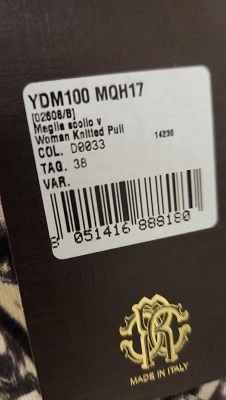 YDM100 MQH17
[02608/B]
Maglia scollo v
Woman Knitted Pull 14230
COL. D0033
TAG. 38
VAR.
8 051416 888180
MADE IN ITALY